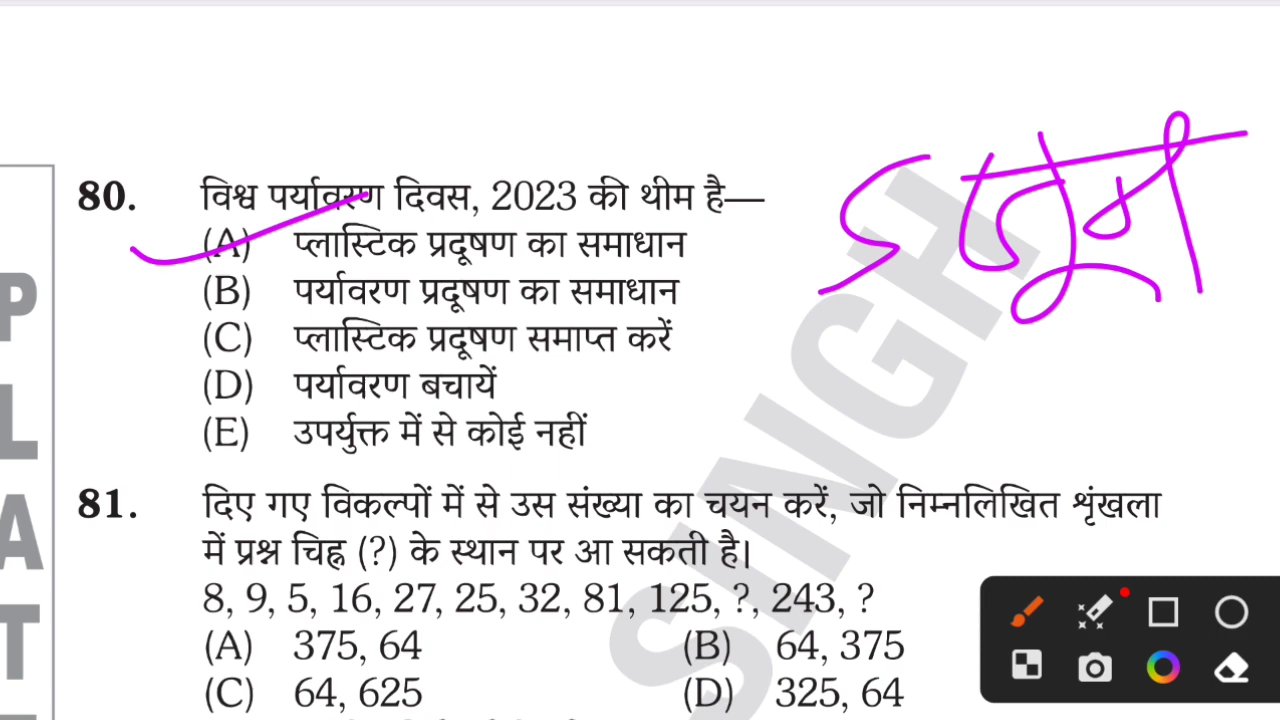 80. विश्व पर्यावरण दिवस, 2023 की थीम है—
(A) प्लास्टिक प्रदूषण का समाधान
(B) पर्यावरण प्रदूषण का समाधान
(C) प्लास्टिक प्रदूषण समाप्त करें
(D) पर्यावरण बचायें
(E) उपर्युक्त में से कोई नहीं
5 जून
81. दिए गए विकल्पों में से उस संख्या का चयन करें, जो निम्नलिखित शृंखला
में प्रश्न चिह्न (?) के स्थान पर आ सकती है।
8, 9, 5, 16, 27, 25, 32, 81, 125, ?, 243, ?
(A) 375, 64 (B) 64, 375
(C) 64, 625 (D) 325, 64
PLAT
SINGH